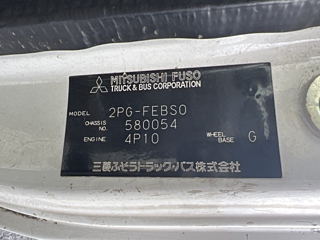 MITSUBISHI FUSO
TRUCK & BUS CORPORATION
MODEL 2PG-FEBS0
CHASSIS NO. 580054
ENGINE 4P10 WHEEL BASE G
三菱ふそうトラック・バス株式会社